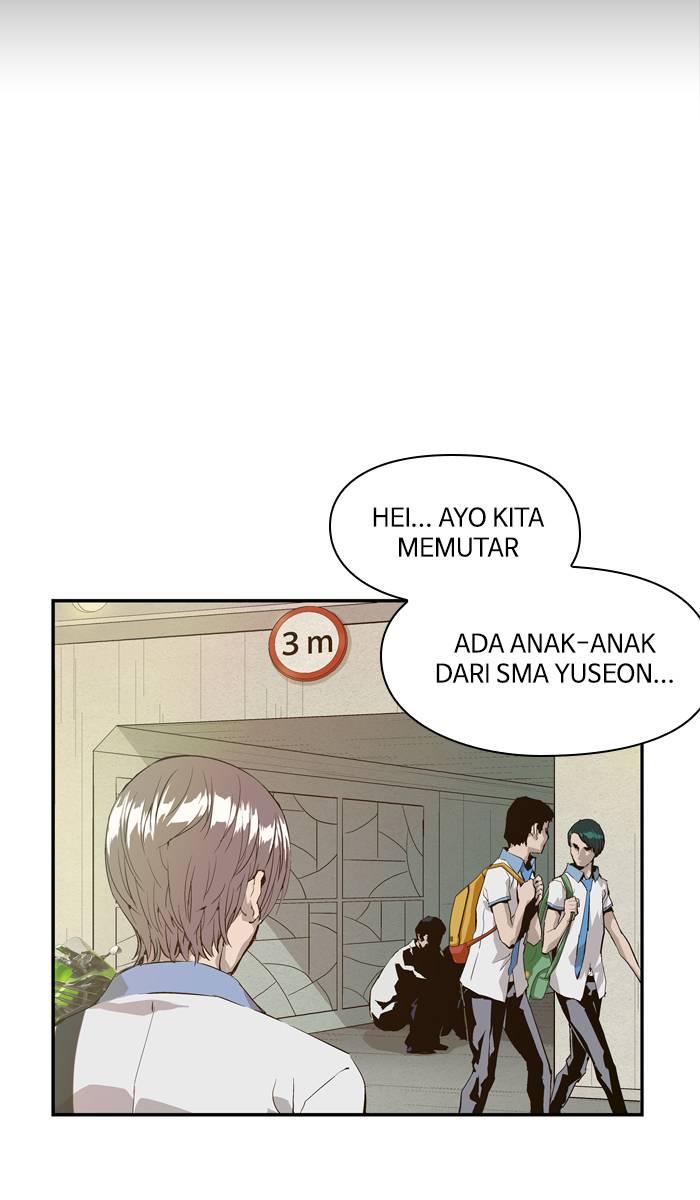 HEI... AYO KITA
MEMUTAR
ADA ANAK-ANAK
DARI SMA YUSEON...
3 m